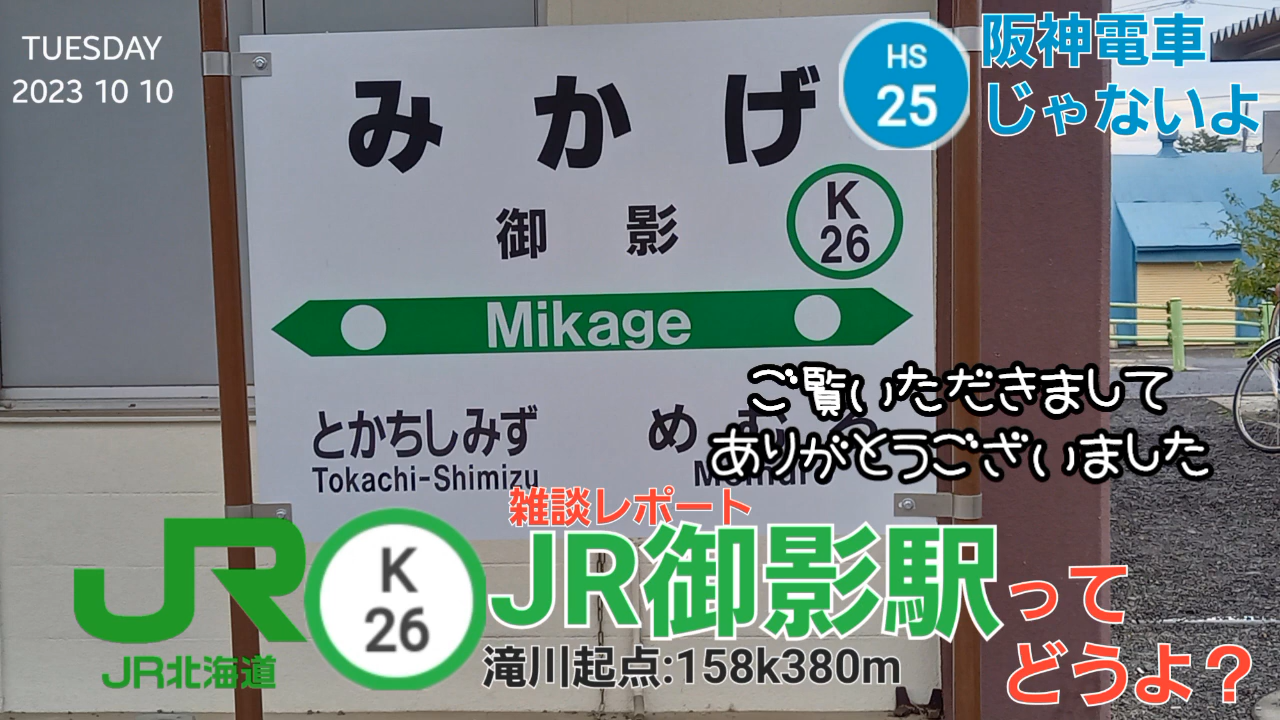 TUESDAY
2023 10 10
HS
25
阪神電車
じゃないよ
みかげ
御影
K
26
Mikage
ご覧いただきまして
ありがとうございました
とかちしみず
Tokachi-Shimizu
め
雑談レポート
JR
JR北海道
K
26
JR御影駅
って
どうよ?
滝川起点:158k380m